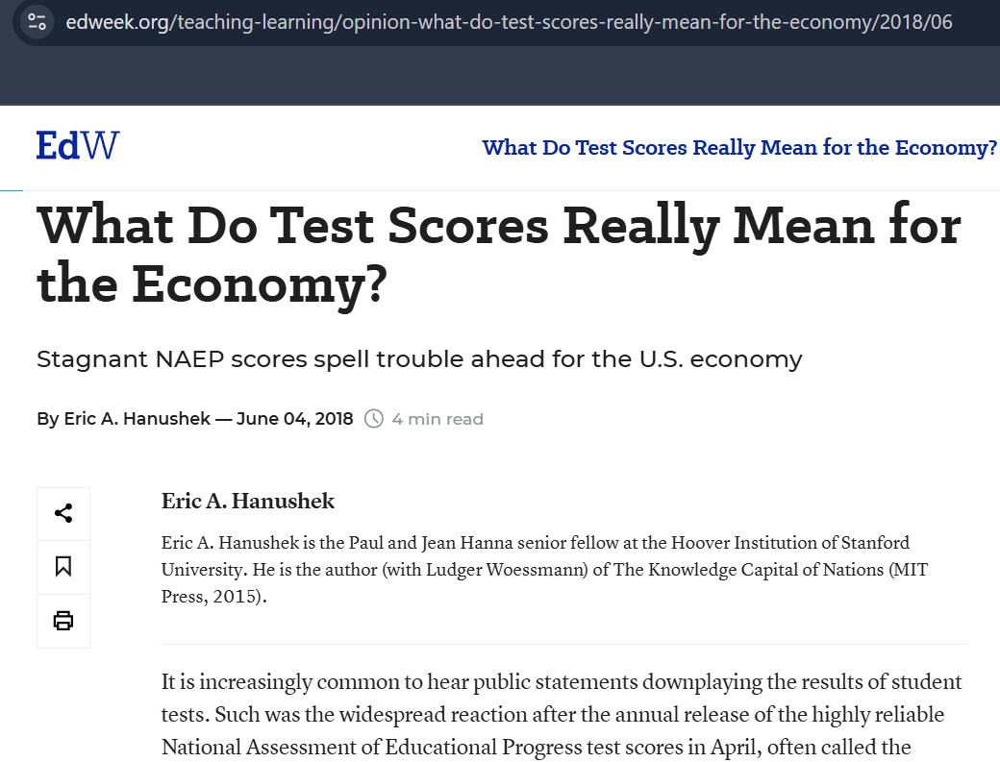 edweek.org/teaching-learning/opinion-what-do-test-scores-really-mean-for-the-economy/2018/06
EdW
What Do Test Scores Really Mean for the Economy?
What Do Test Scores Really Mean for
the Economy?
Stagnant NAEP scores spell trouble ahead for the U.S. economy
By Eric A. Hanushek — June 04, 2018 4 min read
Eric A. Hanushek
Eric A. Hanushek is the Paul and Jean Hanna senior fellow at the Hoover Institution of Stanford
University. He is the author (with Ludger Woessmann) of The Knowledge Capital of Nations (MIT
Press, 2015).
It is increasingly common to hear public statements downplaying the results of student
tests. Such was the widespread reaction after the annual release of the highly reliable
National Assessment of Educational Progress test scores in April, often called the